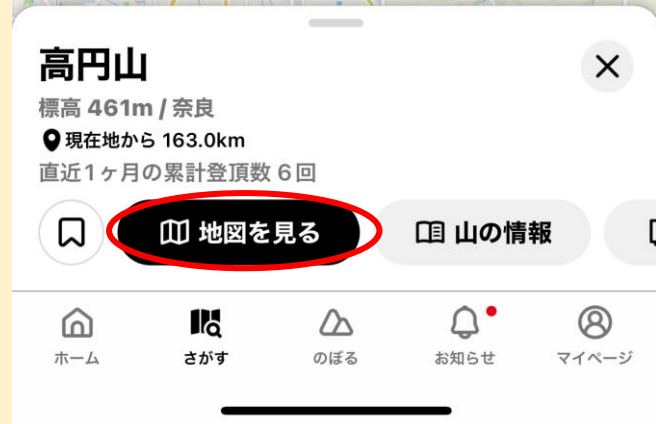 高円山
標高 461m / 奈良
現在地から 163.0km
直近1ヶ月の累計登頂数 6回
地図を見る
山の情報
ホーム
さがす
のぼる
お知らせ
マイページ